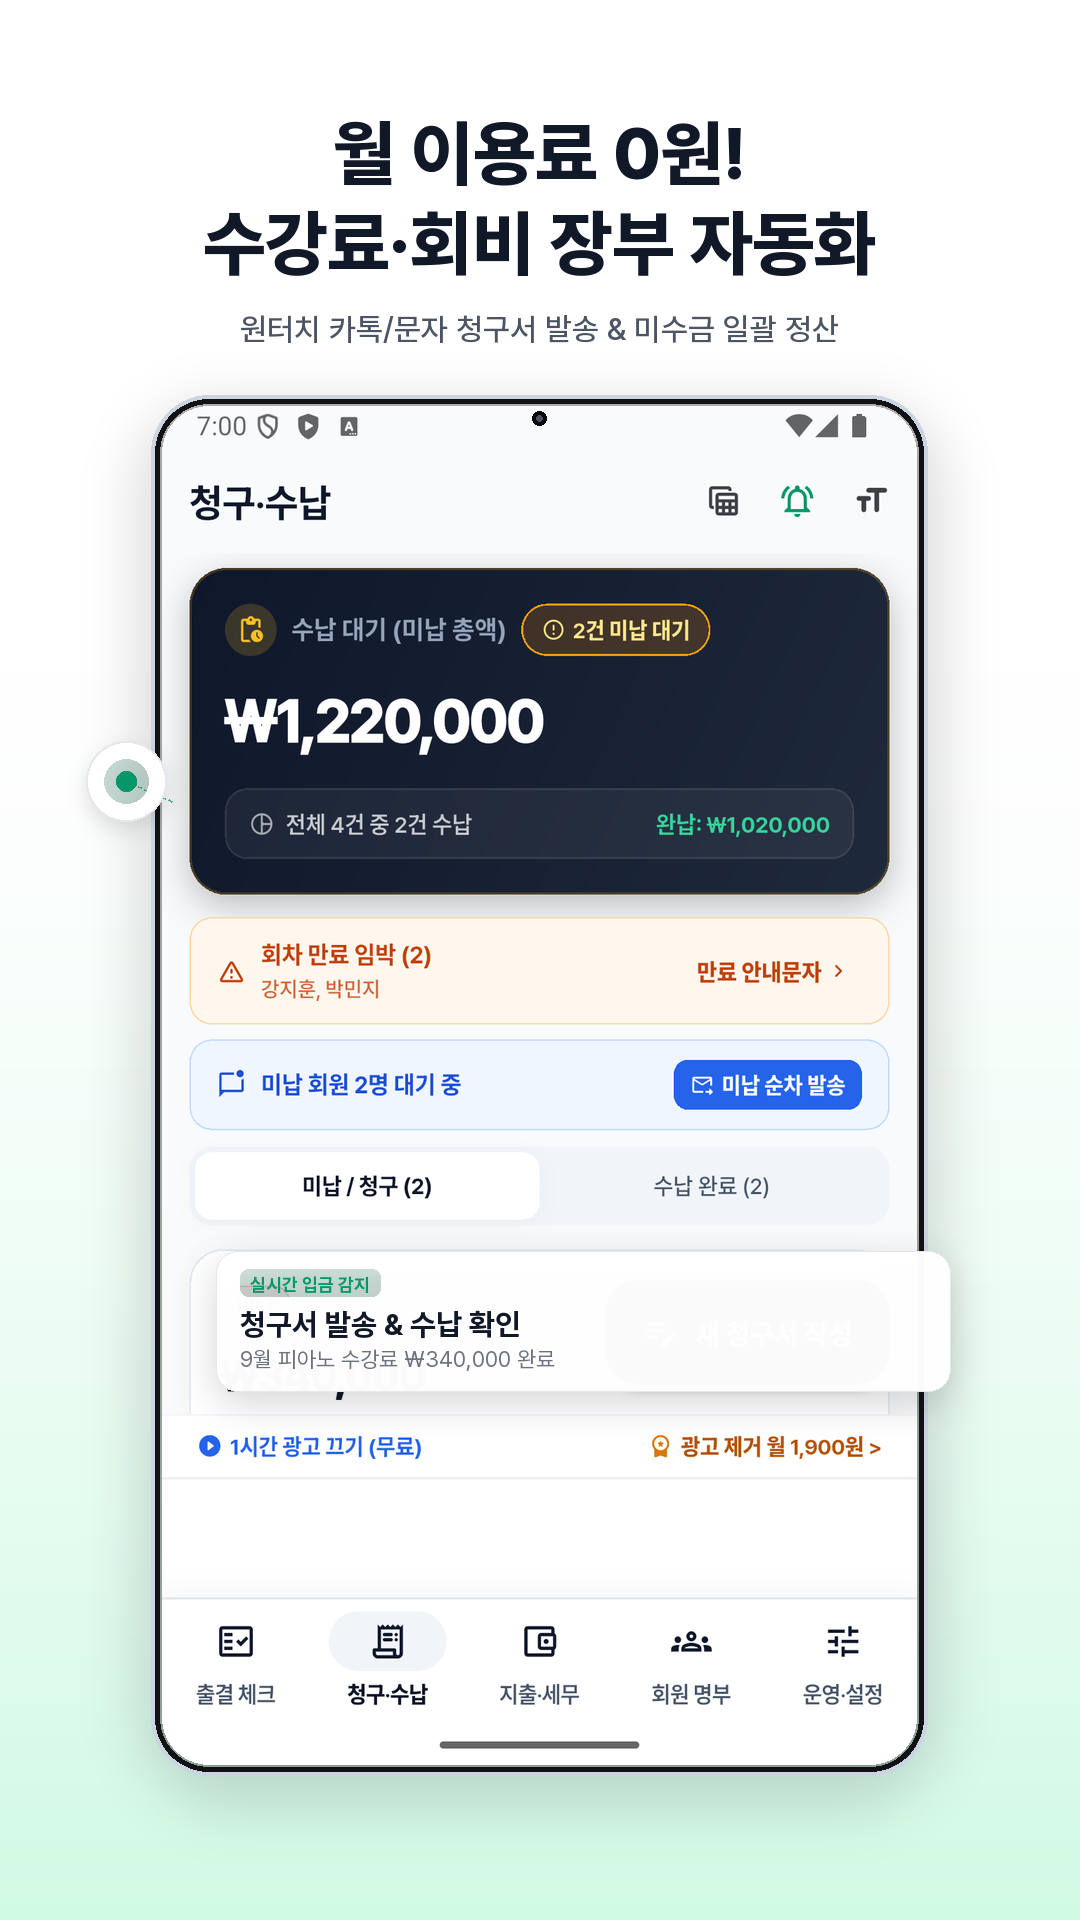 월 이용료 0원!
수강료·회비 장부 자동화
원터치 카톡/문자 청구서 발송 & 미수금 일괄 정산
7:00
청구·수납
수납 대기 (미납 총액)
2건 미납 대기
₩1,220,000
전체 4건 중 2건 수납
완납: ₩1,020,000
회차 만료 임박 (2)
강지훈, 박민지
만료 안내문자
미납 회원 2명 대기 중
미납 순차 발송
미납 / 청구 (2)
수납 완료 (2)
실시간 입금 감지
청구서 발송 & 수납 확인
9월 피아노 수강료 ₩340,000 완료
새 청구서 작성
1시간 광고 끄기 (무료)
광고 제거 월 1,900원 >
출결 체크
청구·수납
지출·세무
회원 명부
운영·설정